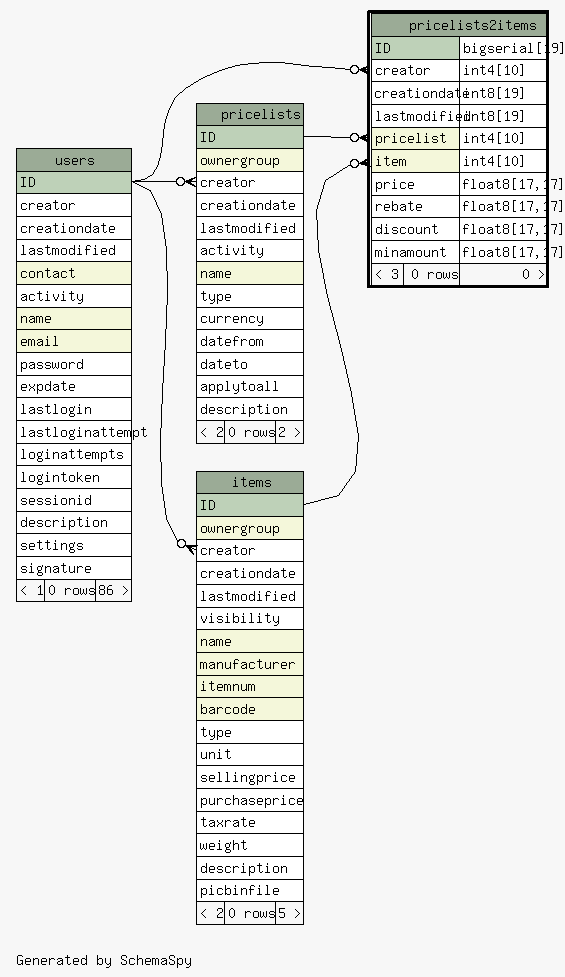 pricelists2items
ID bigserial[19]
creator int4[10]
creationdate int8[19]
lastmodified int8[19]
pricelist int4[10]
item int4[10]
price float8[17,17]
rebate float8[17,17]
discount float8[17,17]
minamount float8[17,17]
< 3 0 rows 0 >
pricelists
ID
ownergroup
creator
creationdate
lastmodified
activity
name
type
currency
datefrom
dateto
applytoall
description
< 2 0 rows 2 >
users
ID
creator
creationdate
lastmodified
contact
activity
name
email
password
expdate
lastlogin
lastloginattempt
loginattempts
logintoken
sessionid
description
settings
signature
< 1 0 rows 86 >
items
ID
ownergroup
creator
creationdate
lastmodified
visibility
name
manufacturer
itemnum
barcode
type
unit
sellingprice
purchaseprice
taxrate
weight
description
picbinfile
< 2 0 rows 5 >
Generated by SchemaSpy